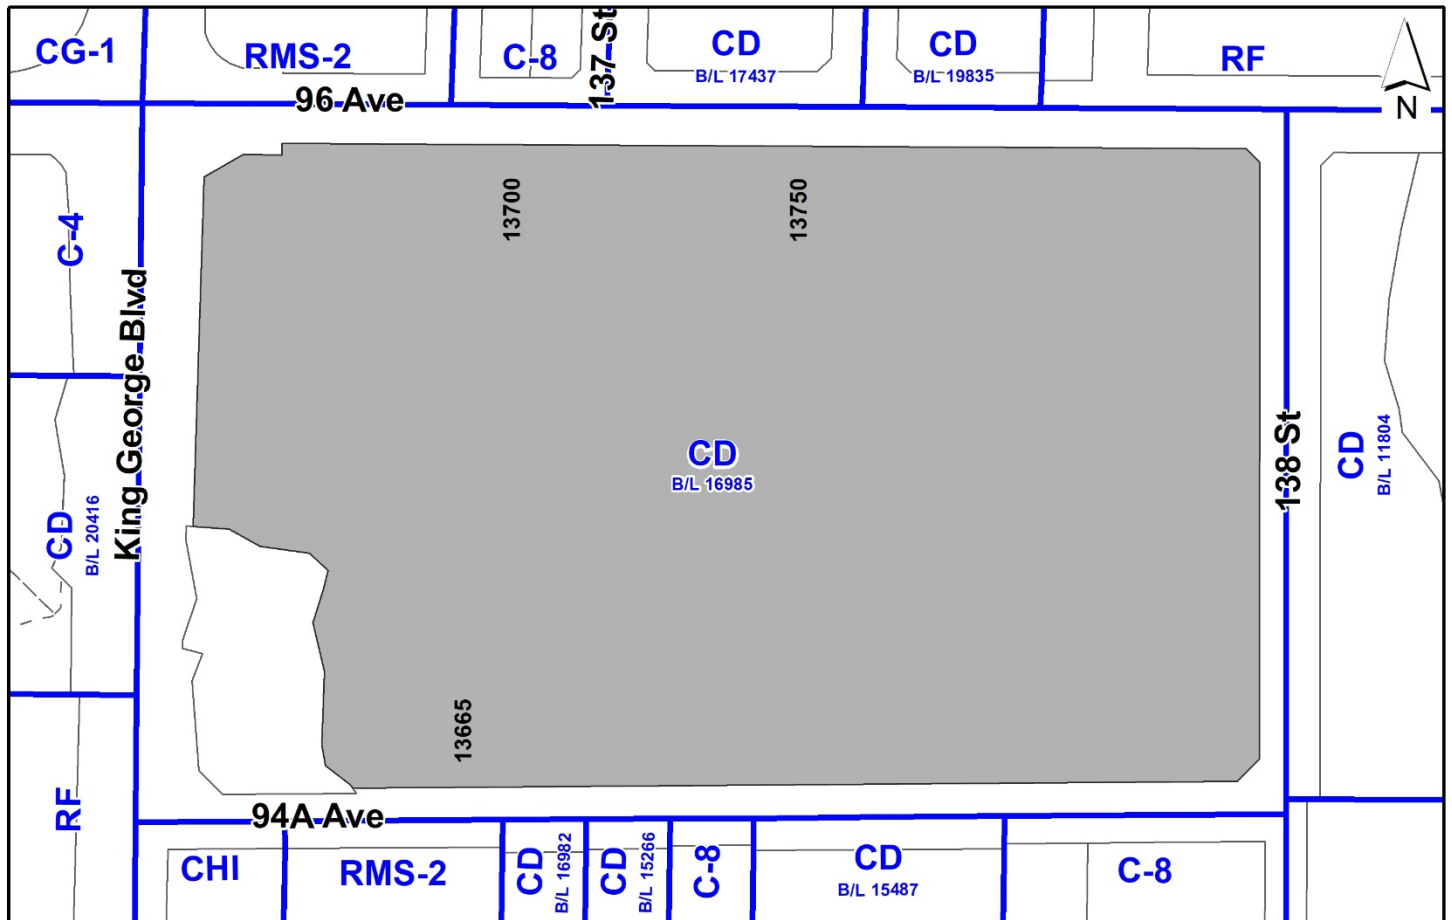 CG-1
RMS-2
C-8
137 St
CD
B/L 17437
CD
B/L 19835
RF
N
96 Ave
13700
13750
C-4
King George Blvd
CD
B/L 20416
CD
B/L 16985
138 St
CD
B/L 11804
13665
RF
94A Ave
CHI
RMS-2
CD
B/L 16982
CD
B/L 15266
C-8
CD
B/L 15487
C-8